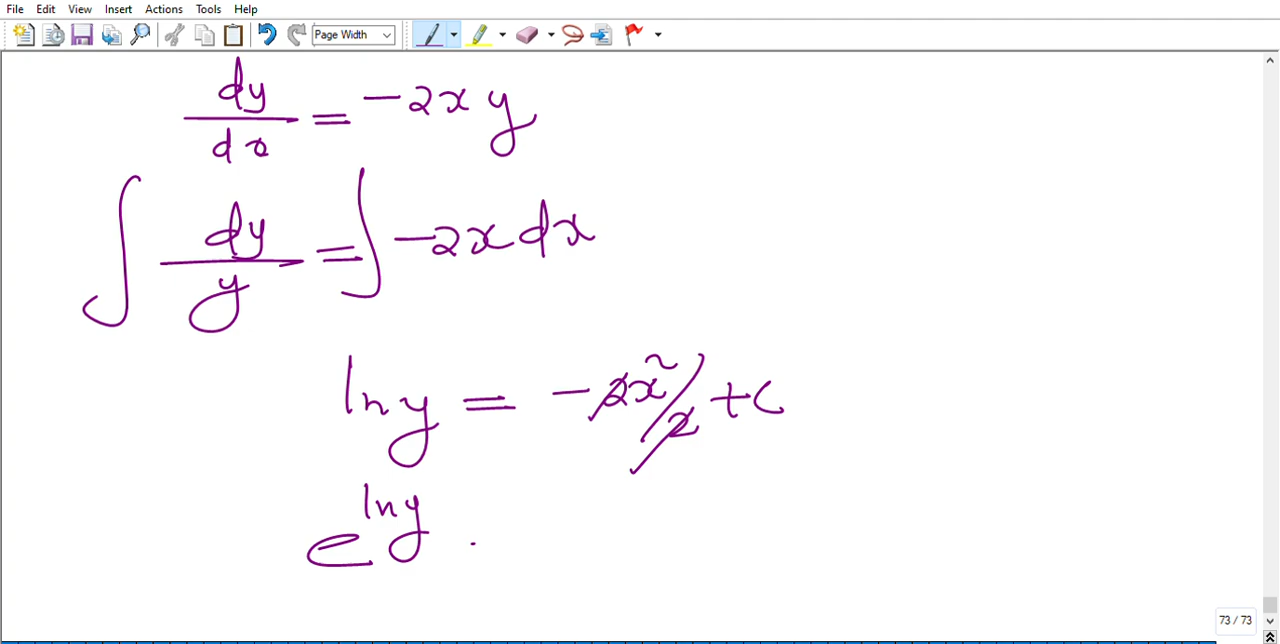 File Edit View Insert Actions Tools Help
Page Width
dy/dx = -2x y
∫ dy/y = ∫ -2x dx
ln y = -2x²/2 + c
e^ln y
73 / 73